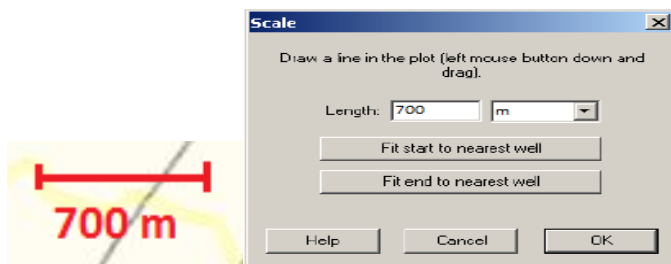 700 m
Scale
Draw a line in the plot (left mouse button down and
drag).
Length: 700 m
Fit start to nearest well
Fit end to nearest well
Help Cancel OK